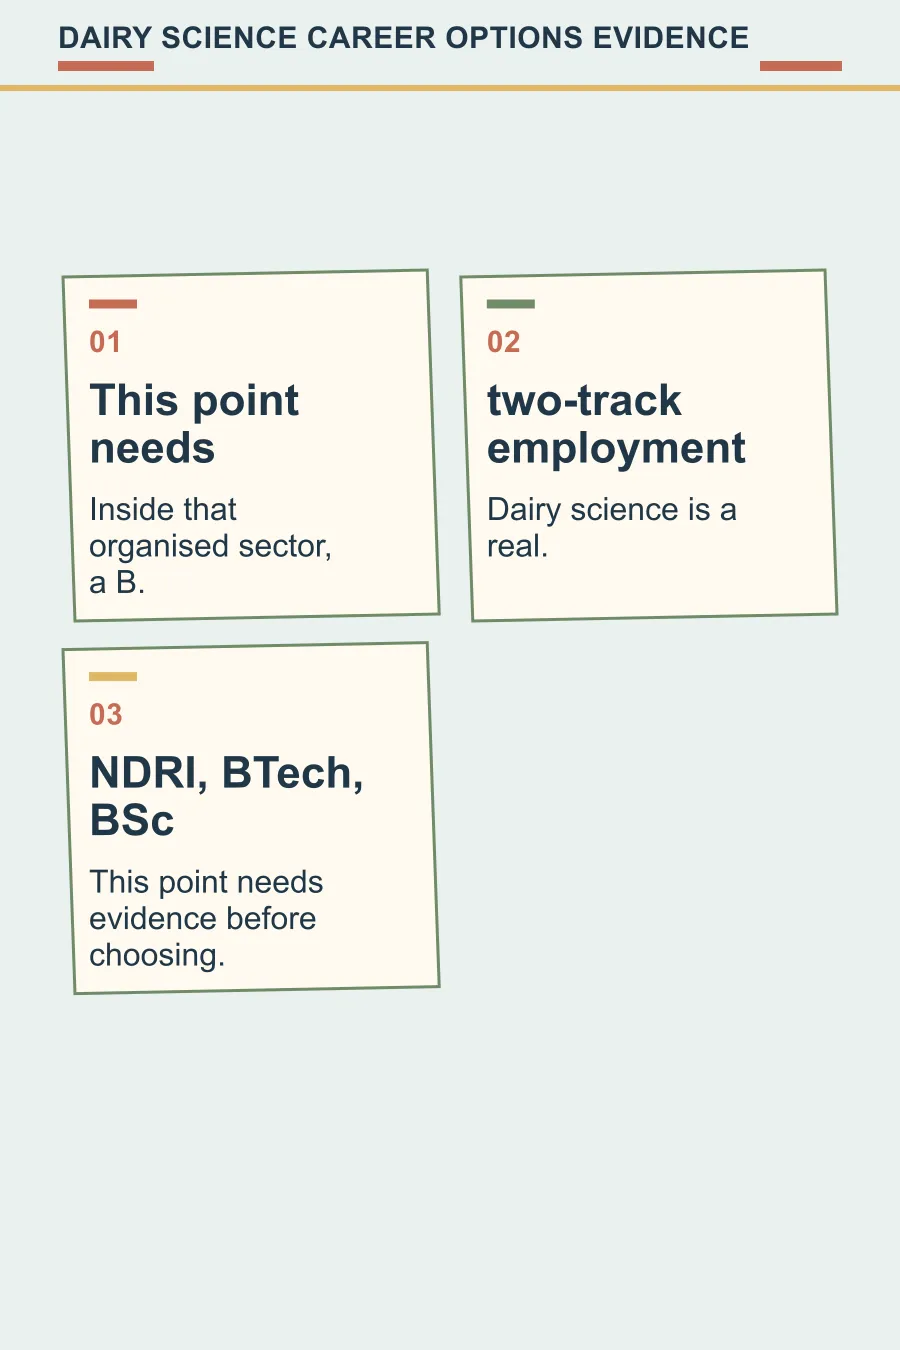 DAIRY SCIENCE CAREER OPTIONS EVIDENCE
01
This point
needs
Inside that
organised sector,
a B.
02
two-track
employment
Dairy science is a
real.
03
NDRI, BTech,
BSc
This point needs
evidence before
choosing.